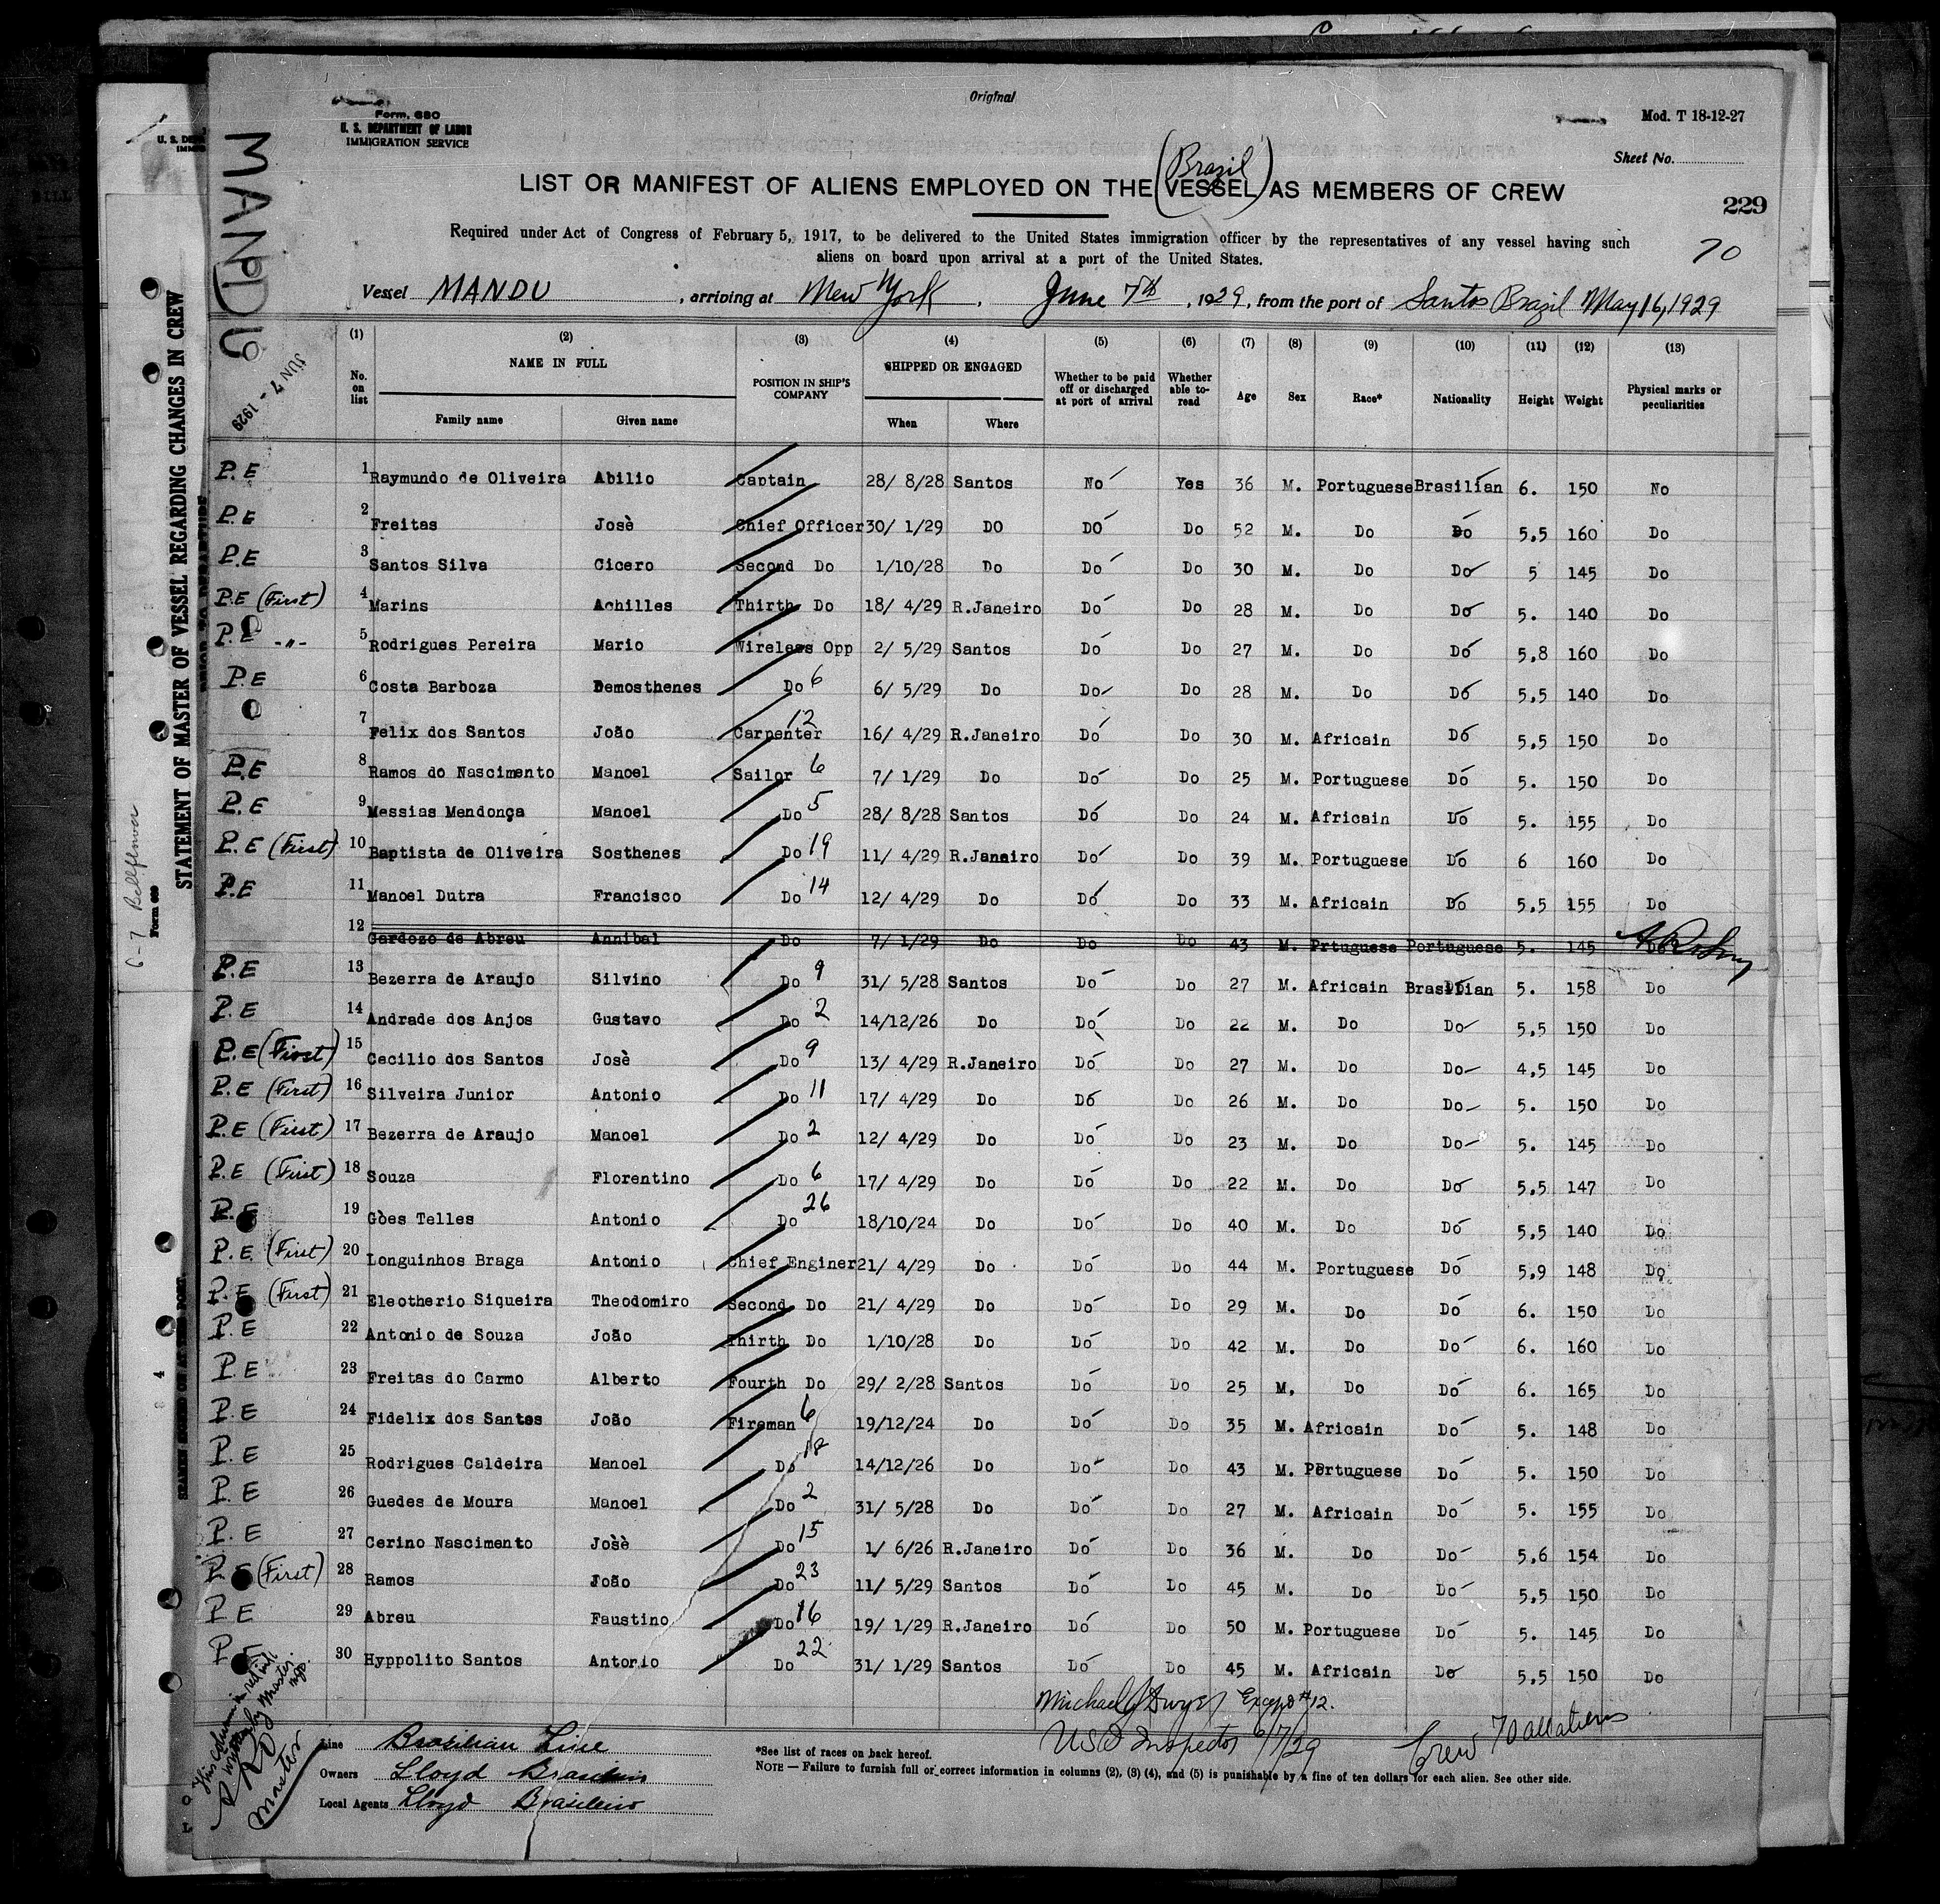 Original
Form 680
U. S. DEPARTMENT OF LABOR
IMMIGRATION SERVICE
Mod. T 18-12-27
Sheet No.
MANDU
JUN 7 - 1929
(Brazil)
LIST OR MANIFEST OF ALIENS EMPLOYED ON THE VESSEL AS MEMBERS OF CREW
229
70
Required under Act of Congress of February 5, 1917, to be delivered to the United States immigration officer by the representatives of any vessel having such
aliens on board upon arrival at a port of the United States.
Vessel MANDU, arriving at New York, June 7th, 1929, from the port of Santos Brazil May 16, 1929
STATEMENT OF MASTER OF VESSEL REGARDING CHANGES IN CREW
6-7 Bellflower
Form 689
(1) (2) (3) (4) (5) (6) (7) (8) (9) (10) (11) (12) (13)
No. on list NAME IN FULL POSITION IN SHIP'S COMPANY SHIPPED OR ENGAGED Whether to be paid off or discharged at port of arrival Whether able to read Age Sex Race* Nationality Height Weight Physical marks or peculiarities
Family name Given name When Where
P.E 1 Raymundo de Oliveira Abilio Captain 28/ 8/28 Santos No Yes 36 M. Portuguese Brasilian 6. 150 No
P.E 2 Freitas Josè Chief Officer 30/ 1/29 DO DO Do 52 M. Do Do 5,5 160 Do
P.E 3 Santos Silva Cicero Second Do 1/10/28 Do Do Do 30 M. Do Do 5 145 Do
P.E (First) 4 Marins Achilles Thirth Do 18/ 4/29 R.Janeiro Do Do 28 M. Do Do 5. 140 Do
P.E -"- 5 Rodrigues Pereira Mario Wireless Opp 2/ 5/29 Santos Do Do 27 M. Do Do 5,8 160 Do
P.E 6 Costa Barboza Demosthenes Do 6 6/ 5/29 Do Do Do 28 M. Do Do 5,5 140 Do
7 Felix dos Santos João Carpenter 12 16/ 4/29 R.Janeiro Do Do 30 M. Africain Do 5,5 150 Do
P.E 8 Ramos do Nascimento Manoel Sailor 6 7/ 1/29 Do Do Do 25 M. Portuguese Do 5. 150 Do
P.E 9 Messias Mendonça Manoel Do 5 28/ 8/28 Santos Do Do 24 M. Africain Do 5. 155 Do
P.E (First) 10 Baptista de Oliveira Sosthenes Do 19 11/ 4/29 R.Janeiro Do Do 39 M. Portuguese Do 6 160 Do
P.E 11 Manoel Dutra Francisco Do 14 12/ 4/29 Do Do Do 33 M. Africain Do 5,5 155 Do
12 Cardozo de Abreu Annibal Do 7/ 1/29 Do Do Do 43 M. Prtuguese Portuguese 5. 145
P.E 13 Bezerra de Araujo Silvino Do 9 31/ 5/28 Santos Do Do 27 M. Africain Brasilian 5. 158 Do
P.E 14 Andrade dos Anjos Gustavo Do 2 14/12/26 Do Do Do 22 M. Do Do 5,5 150 Do
P.E (First) 15 Cecilio dos Santos Josè Do 9 13/ 4/29 R.Janeiro Do Do 27 M. Do Do 4,5 145 Do
P.E (First) 16 Silveira Junior Antonio Do 11 17/ 4/29 Do Do Do 26 M. Do Do 5. 150 Do
P.E (First) 17 Bezerra de Araujo Manoel Do 2 12/ 4/29 Do Do Do 23 M. Do Do 5. 145 Do
P.E (First) 18 Souza Florentino Do 6 17/ 4/29 Do Do Do 22 M. Do Do 5,5 147 Do
P.E 19 Gòes Telles Antonio Do 26 18/10/24 Do Do Do 40 M. Do Do 5,5 140 Do
P.E (First) 20 Longuinhos Braga Antonio Chief Enginer 21/ 4/29 Do Do Do 44 M. Portuguese Do 5,9 148 Do
P.E (First) 21 Eleotherio Siqueira Theodomiro Second Do 21/ 4/29 Do Do Do 29 M. Do Do 6. 150 Do
P.E 22 Antonio de Souza João Thirth Do 1/10/28 Do Do Do 42 M. Do Do 6. 160 Do
P.E 23 Freitas do Carmo Alberto Fourth Do 29/ 2/28 Santos Do Do 25 M. Do Do 6. 165 Do
P.E 24 Fidelix dos Santos João Fireman 6 19/12/24 Do Do Do 35 M. Africain Do 5. 148 Do
P.E 25 Rodrigues Caldeira Manoel Do 18 14/12/26 Do Do Do 43 M. Portuguese Do 5. 150 Do
P.E 26 Guedes de Moura Manoel Do 2 31/ 5/28 Do Do Do 27 M. Africain Do 5. 155 Do
P.E 27 Cerino Nascimento Josè Do 15 1/ 6/26 R.Janeiro Do Do 36 M. Do Do 5,6 154 Do
P.E (First) 28 Ramos João Do 23 11/ 5/29 Santos Do Do 45 M. Do Do 5,5 150 Do
P E 29 Abreu Faustino Do 16 19/ 1/29 R.Janeiro Do Do 50 M. Portuguese Do 5. 145 Do
P E 30 Hyppolito Santos Antonio Do 22 31/ 1/29 Santos Do Do 45 M. Africain Do 5,5 150 Do
Michael J Dwyer Except #12.
US Inspector 6/7/29
Crew 70 all aliens
This column in red ink
written by Master.
Master
Line Brasilian Line
Owners Lloyd Brasileiro
Local Agents Lloyd Brasileiro
*See list of races on back hereof.
NOTE — Failure to furnish full or correct information in columns (2), (3) (4), and (5) is punishable by a fine of ten dollars for each alien. See other side.